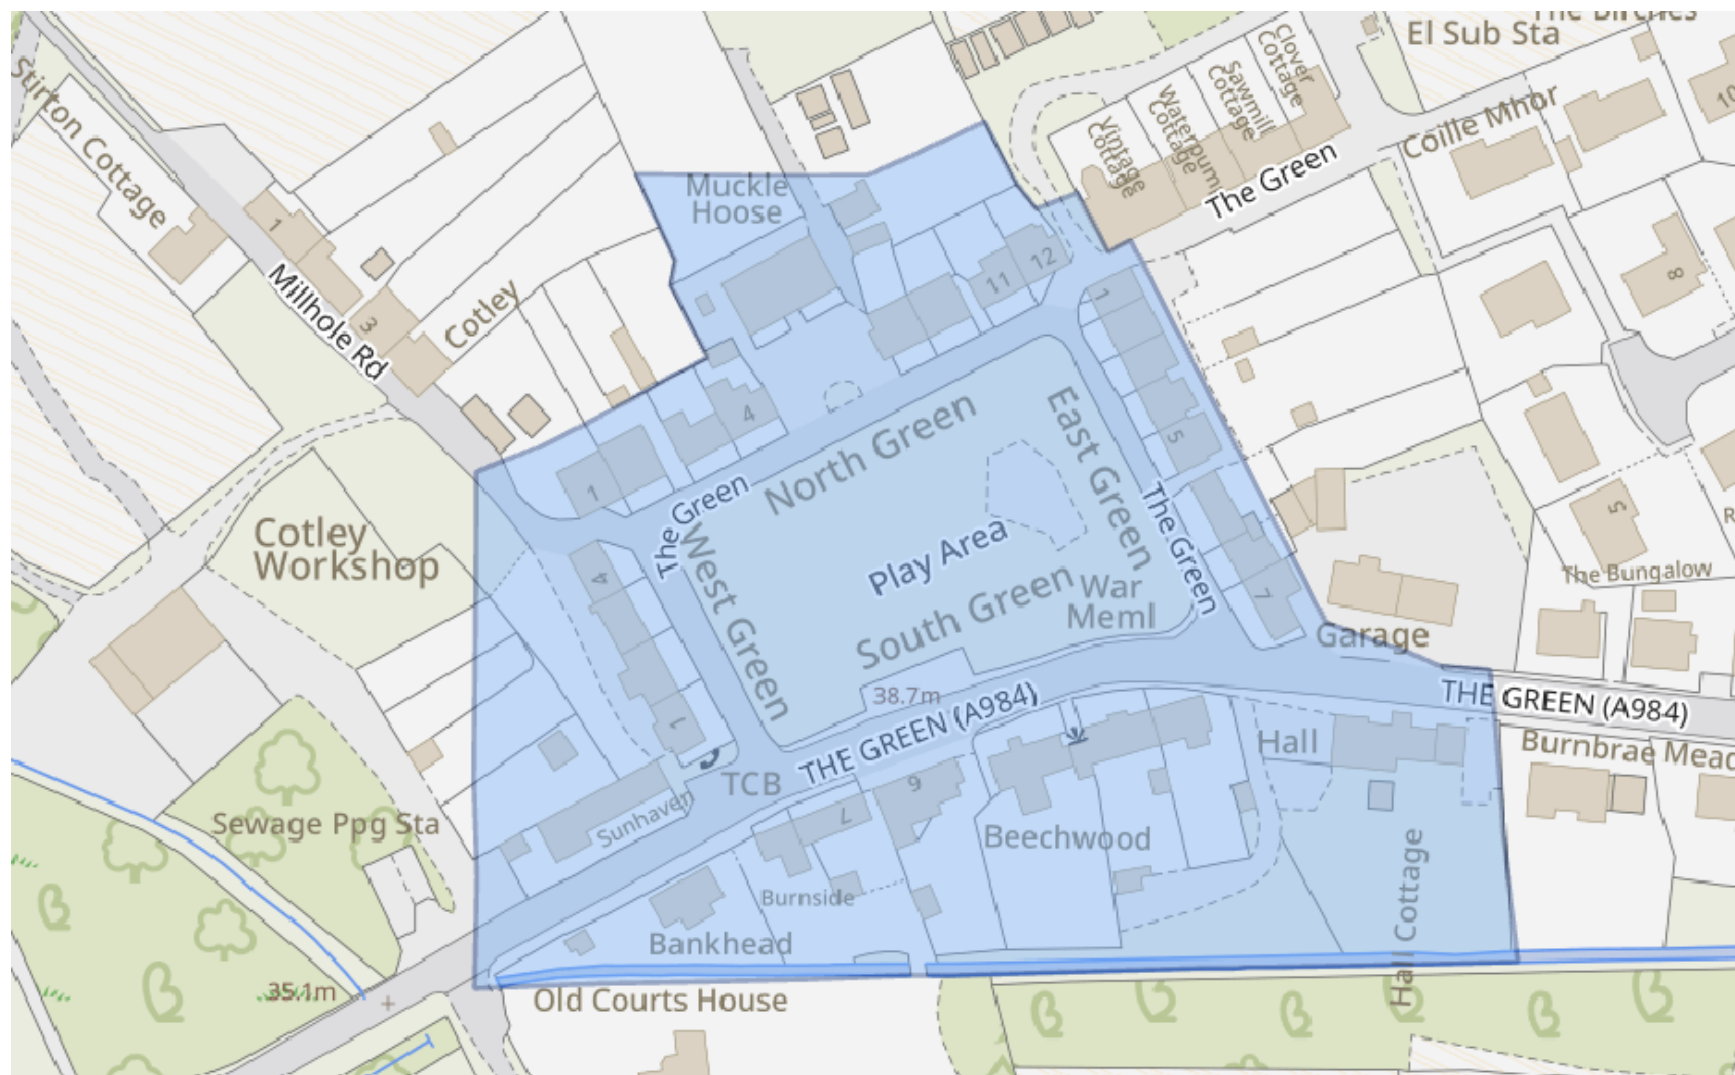 The Birches
El Sub Sta
Clover
Cottage
Sawmill
Cottage
Waterpump
Cottage
Vintage
Cottage
Coille Mhor
10
The Green
Stirton Cottage
Muckle
Hoose
1
Millhole Rd
3
Cotley
11
12
8
1
4
1
North Green
East Green
5
The Green
West Green
Play Area
South Green
War
Meml
The Green
5
Cotley
Workshop
4
7
The Bungalow
Garage
1
38.7m
THE GREEN (A984)
THE GREEN (A984)
Hall
TCB
Burnbrae Mead
Sunhaven
Sewage Ppg Sta
7
9
Beechwood
Burnside
Bankhead
Hall Cottage
35.1m
Old Courts House